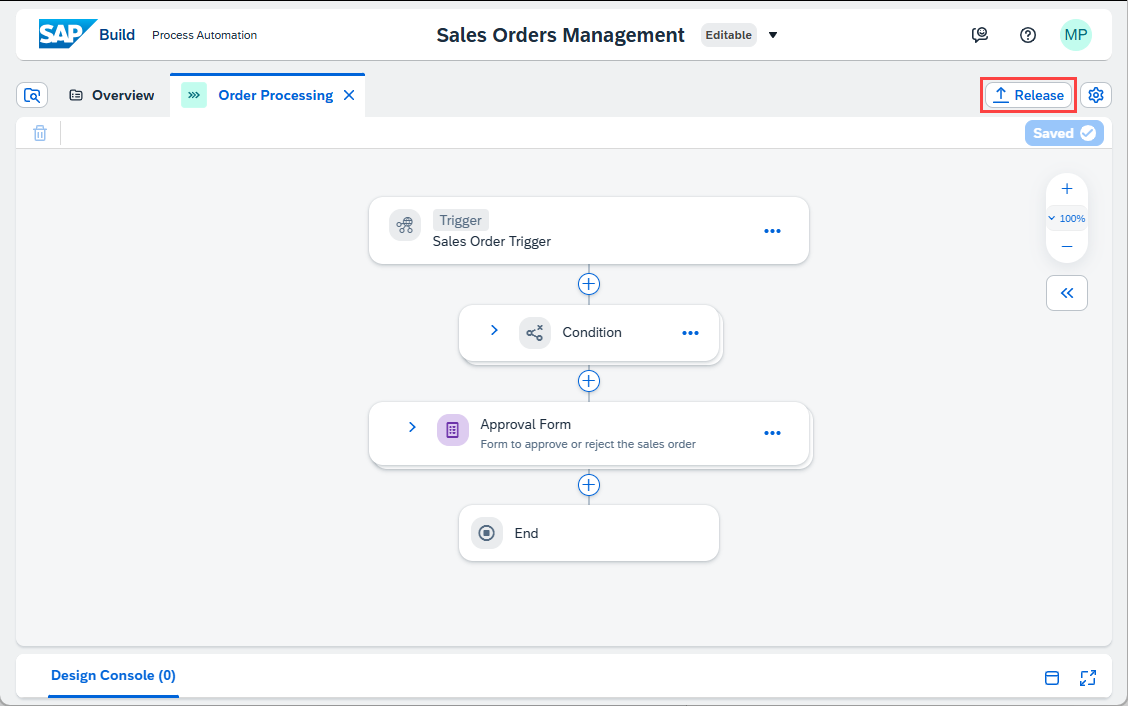 SAP Build Process Automation
Sales Orders Management Editable
MP
Overview
Order Processing
Release
Saved
Trigger
Sales Order Trigger
100%
Condition
Approval Form
Form to approve or reject the sales order
End
Design Console (0)